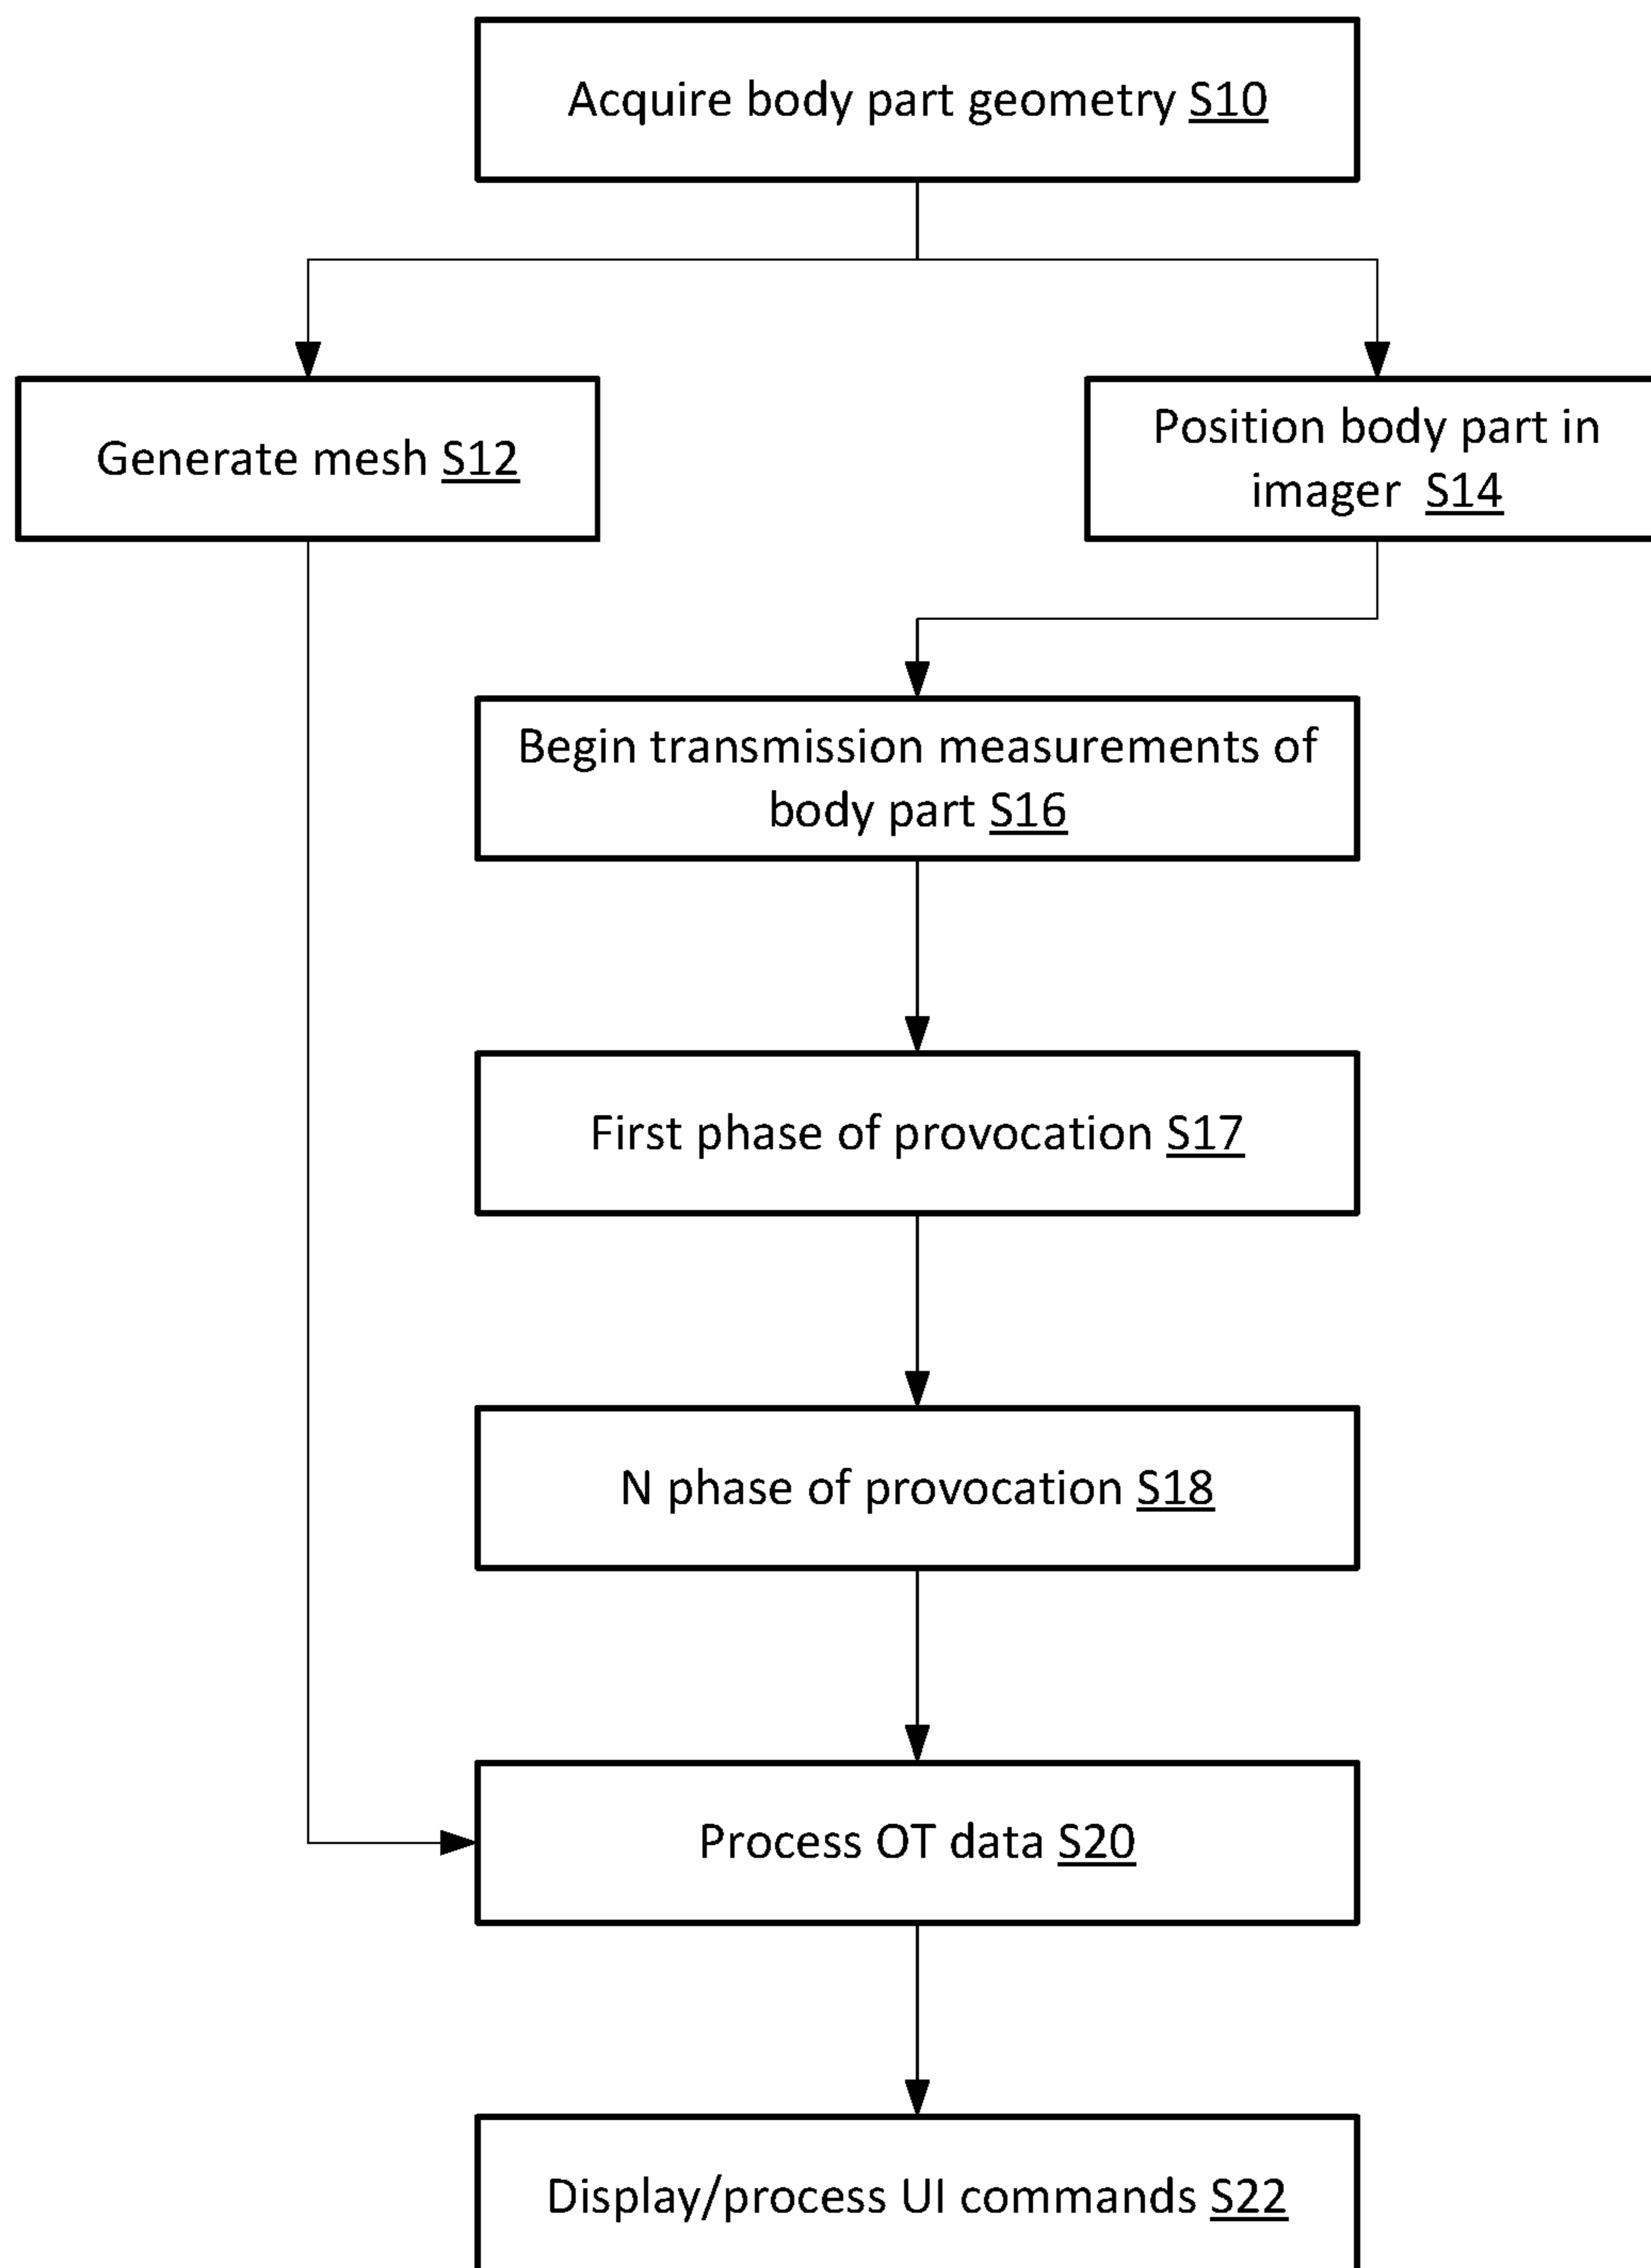 Acquire body part geometry S10
Generate mesh S12
Position body part in
imager S14
Begin transmission measurements of
body part S16
First phase of provocation S17
N phase of provocation S18
Process OT data S20
Display/process UI commands S22